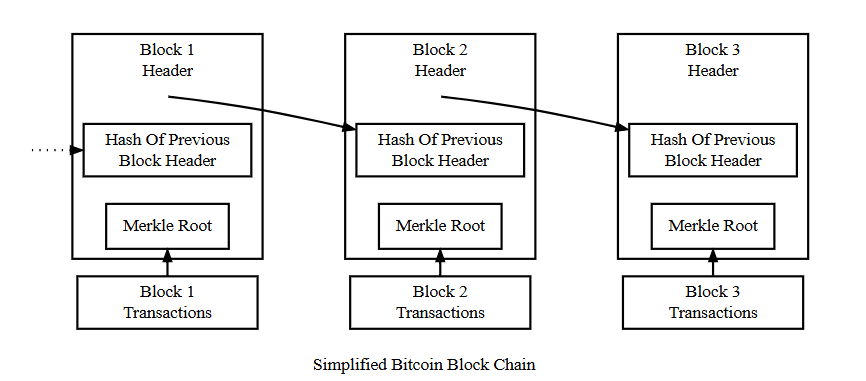 Block 1
Header
Hash Of Previous
Block Header
Merkle Root
Block 1
Transactions
Block 2
Header
Hash Of Previous
Block Header
Merkle Root
Block 2
Transactions
Block 3
Header
Hash Of Previous
Block Header
Merkle Root
Block 3
Transactions
Simplified Bitcoin Block Chain